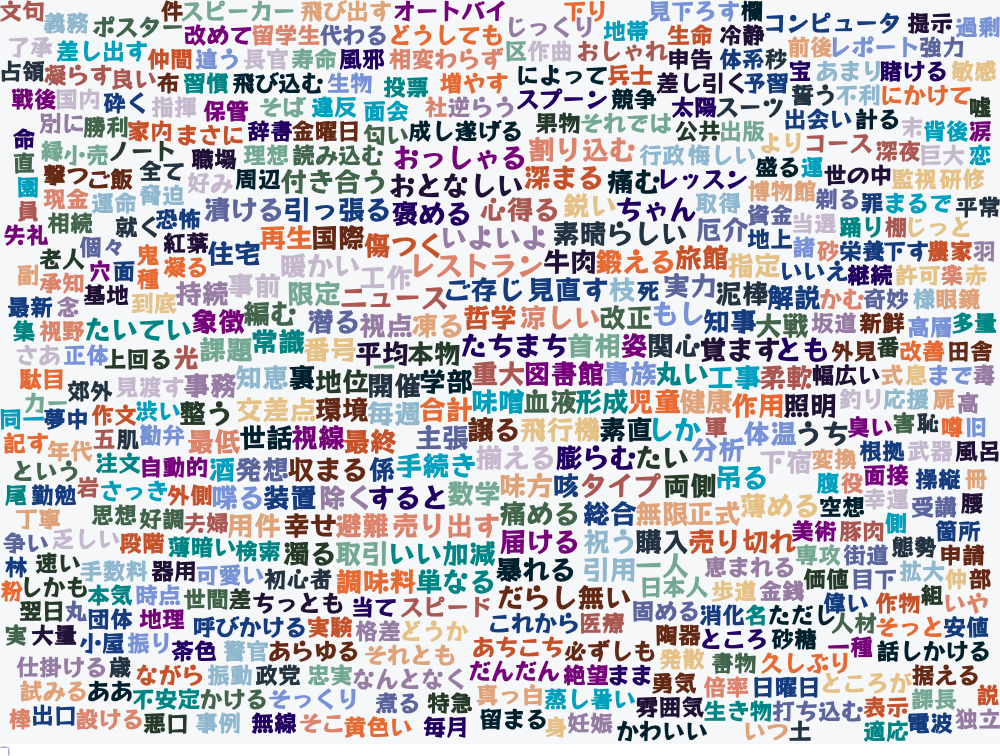 文句 義務 ポスター 件 スピーカー 飛び出す オートバイ 下り 見下ろす 欄 コンピュータ 提示 過剰
改めて 留学生 代わる どうしても じっくり 地帯 生命 冷静
了承 差し出す 仲間 違う 長官 寿命 風邪 相変わらず 区 作曲 おしゃれ 申告 体系 秒 前後 レポート 強力
占領 凝らす 良い 布 習慣 飛び込む 生物 投票 増やす によって 兵士 差し引く 予習 宝 あまり 賭ける 敏感
戦後 国内 砕く 指揮 保管 そば 違反 面会 社 逆らう スプーン 競争 太陽 スーツ 誓う 不利 にかけて 嘘
命 別に 勝利 家内 まさに 辞書 金曜日 匂い 成し遂げる 果物 それでは 公共 出版 出会い 計る 末 背後 涙
直 縁 小売 ノート 職場 理想 読み込む おっしゃる 割り込む 行政 悔しい より コース 深夜 巨大 恋
園 撃つ ご飯 全て 脅迫 好み 周辺 付き合う おとなしい 深まる 痛む レッスン 盛る 運 世の中 監視 研修
員 現金 運命 漬ける 引っ張る 褒める 心得る 鋭い ちゃん 取得 博物館 剃る 罪 まるで 平常
失礼 相続 就く 恐怖 資金 当選 踊り 棚 じっと
老人 個々 鬼 紅葉 住宅 再生 国際 傷つく いよいよ 素晴らしい 厄介 地上 諸 砂 栄養 下す 農家 羽
副 承知 穴 面 種 凝る 暖かい 工作 レストラン 牛肉 鍛える 旅館 指定 いいえ 継続 許可 楽 赤
最新 念 基地 到底 持続 事前 限定 ニュース ご存じ 見直す 枝 死 実力 泥棒 解説 かむ 奇妙 様 眼鏡
集 視野 たいてい 象徴 編む 潜る 視点 凍る 哲学 涼しい 改正 もし 知事 大戦 坂道 新鮮 高層 多量
さあ 正体 上回る 光 課題 常識 番号 平均 本物 たちまち 首相 姿 関心 覚ます とも 外見 番 改善 田舎
駄目 郊外 見渡す 事務 知恵 裏 地位 開催 学部 重大 図書館 貴族 丸い 工事 柔軟 幅広い 式 息 まで 毒
カー 同一 夢中 作文 渋い 整う 交差点 環境 毎週 合計 味噌 血液 形成 児童 健康 作用 照明 釣り 応援 扉 高
記す 年代 五 肌 勘弁 最低 世話 視線 最終 主張 譲る 飛行機 素直 しか 軍 分析 体温 うち 臭い 害 恥 噂 旧
という 注文 自動的 酒 発想 収まる 係 手続き 揃える 膨らむ たい 吊る 下宿 変換 根拠 武器 風呂
尾 勤勉 岩 さっき 外側 喋る 装置 除く すると 数学 味方 咳 タイプ 両側 腹 役 面接 操縦 冊
丁寧 思想 好調 夫婦 用件 幸せ 避難 売り出す 痛める 総合 無限 正式 薄める 空想 幸運 受講 腰
争い 乏しい 段階 薄暗い 検索 濁る 取引 いい加減 届ける 祝う 購入 売り切れ 美術 豚肉 側 箇所
林 速い 手数料 器用 可愛い 初心者 調味料 単なる 暴れる 引用 一人 恵まれる 専攻 街道 態勢 申請
粉 しかも 本気 時点 世間 差 ちっとも 当て スピード だらし無い 日本人 歩道 金銭 価値 目下 拡大 仲 部
翌日 丸 団体 地理 呼びかける 実験 格差 どうか これから 医療 固める 消化 名 ただし 偉い 作物 組 いや
実 大量 小屋 振り 茶色 警官 あらゆる それとも あちこち 必ずしも 陶器 ところ 砂糖 人材 一種 そっと 安値
仕掛ける 歳 ながら 振動 政党 忠実 なんとなく だんだん 絶望 まま 発散 書物 久しぶり 話しかける
試みる ああ 不安定 かける そっくり 煮る 特急 真っ白 蒸し暑い 勇気 倍率 日曜日 ところが 据える
棒 出口 設ける 悪口 事例 無線 そこ 黄色い 毎月 留まる 身 妊娠 雰囲気 生き物 打ち込む 表示 課長 説
かわいい いつ 土 適応 電波 独立